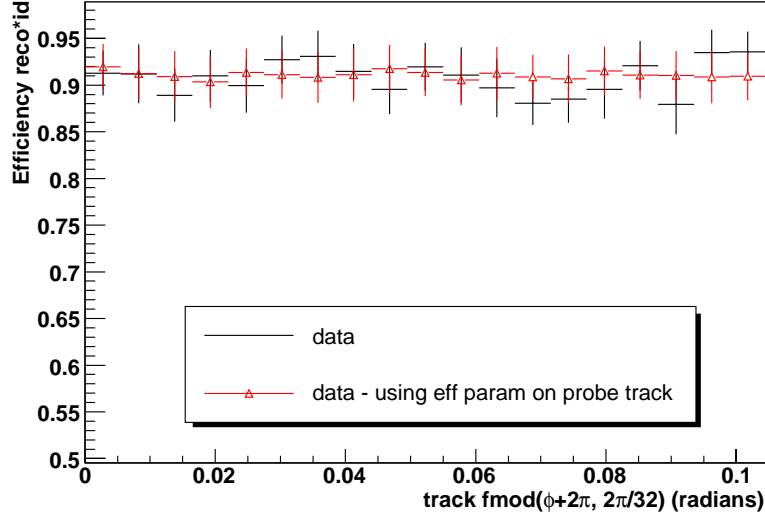 Efficiency reco*id
0.95
0.9
0.85
0.8
0.75
0.7
0.65
0.6
0.55
0.5
data
data - using eff param on probe track
0 0.02 0.04 0.06 0.08 0.1
track fmod(ϕ+2π, 2π/32) (radians)